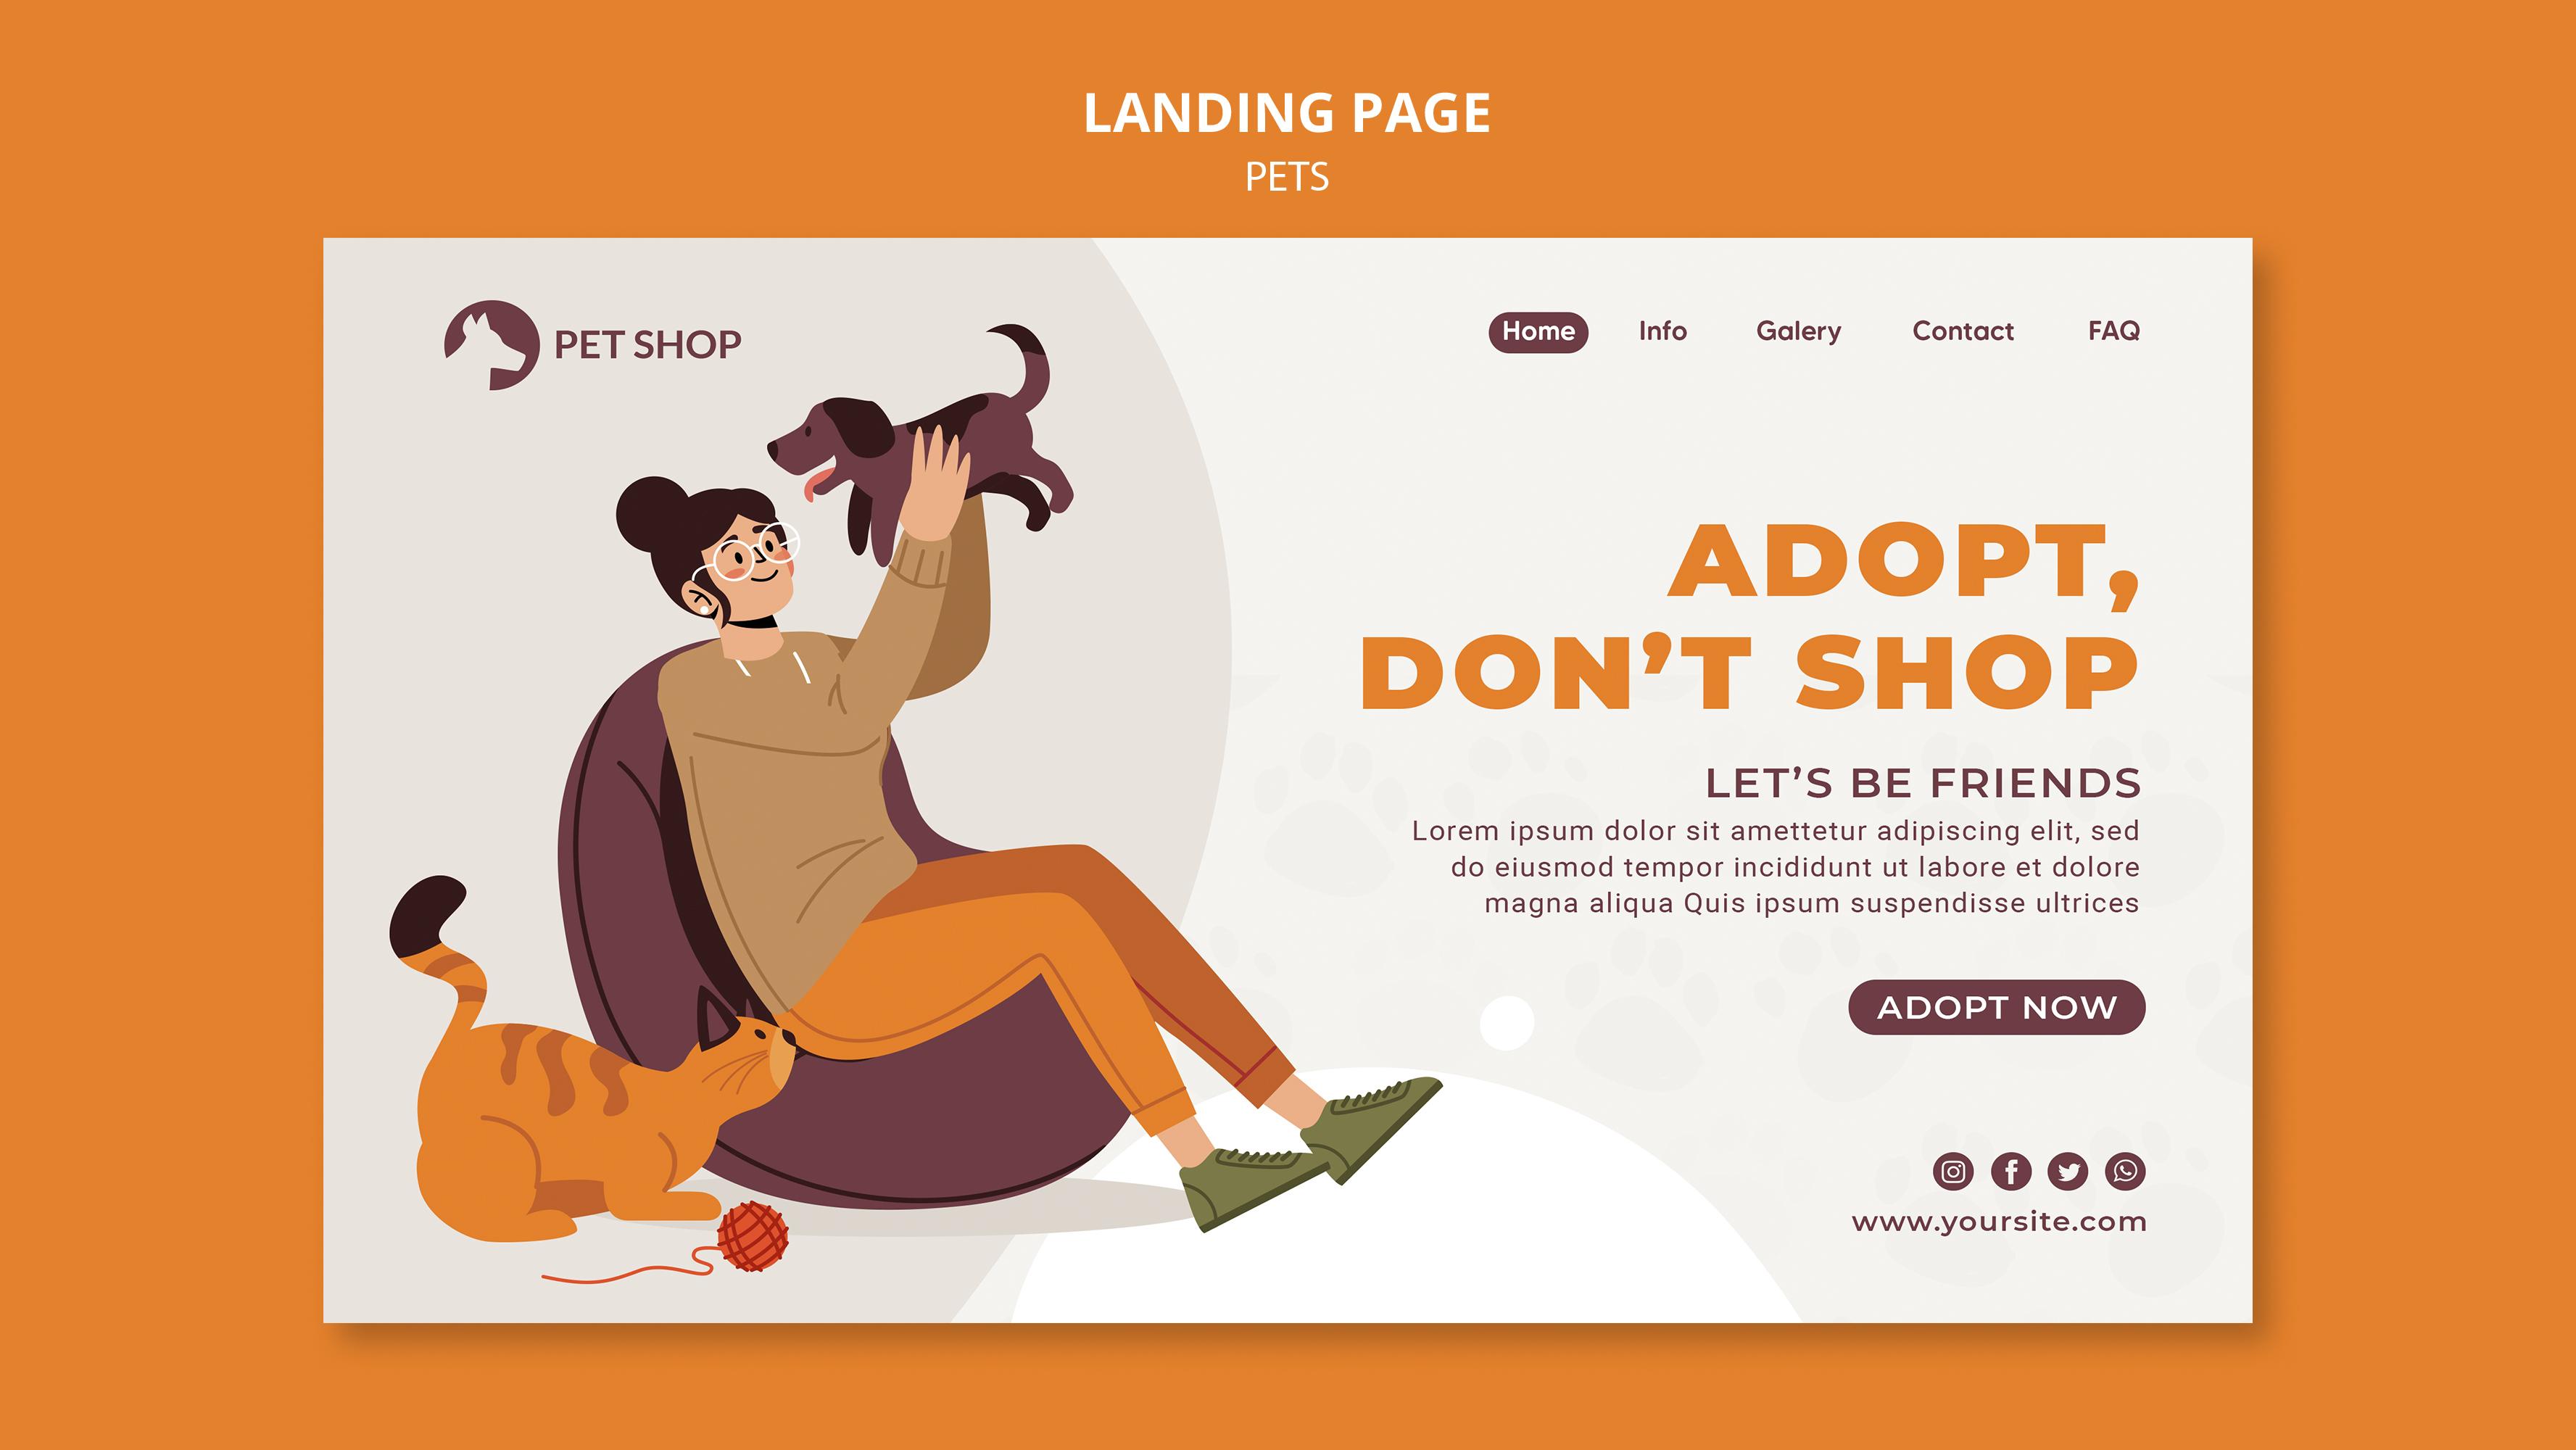 LANDING PAGE
PETS
PET SHOP
Home Info Galery Contact FAQ
ADOPT,
DON’T SHOP
LET’S BE FRIENDS
Lorem ipsum dolor sit amettetur adipiscing elit, sed
do eiusmod tempor incididunt ut labore et dolore
magna aliqua Quis ipsum suspendisse ultrices
ADOPT NOW
www.yoursite.com